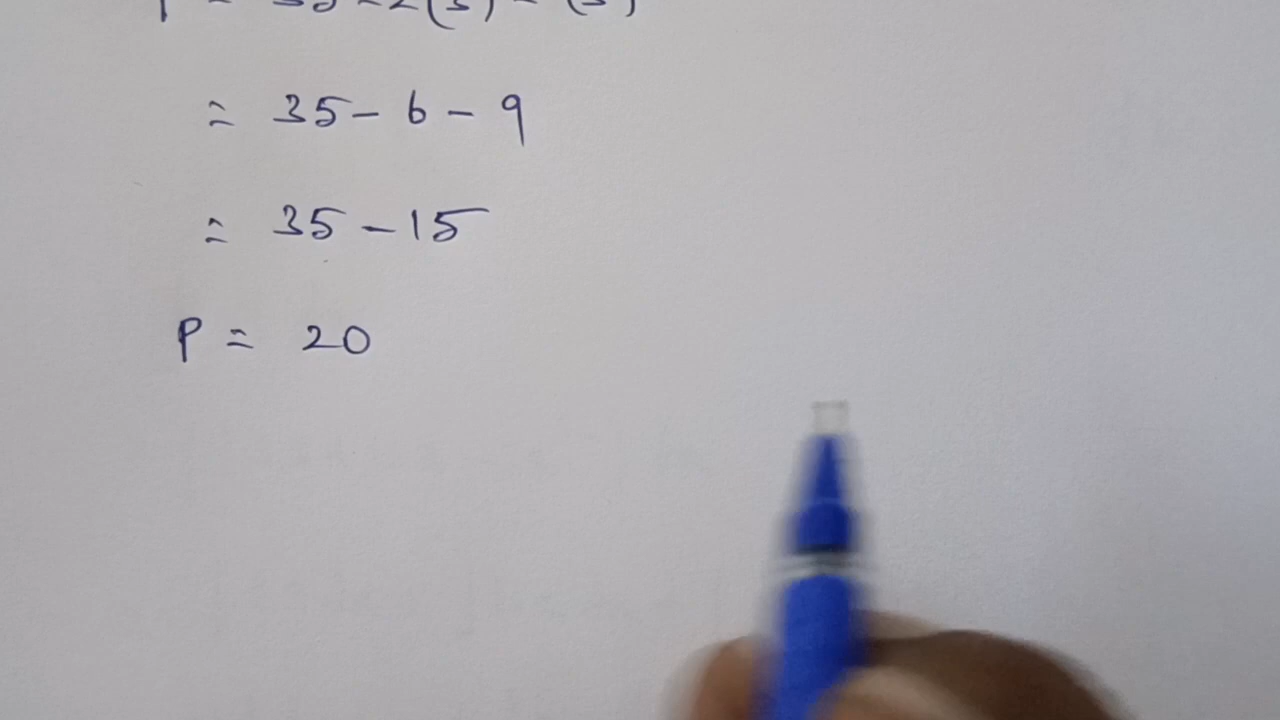 = 35 - 6 - 9
= 35 - 15
P = 20